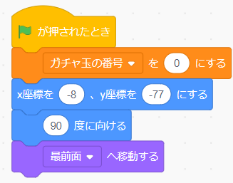 が押されたとき
ガチャ玉の番号 を 0 にする
x座標を -8 、y座標を -77 にする
90 度に向ける
最前面 へ移動する